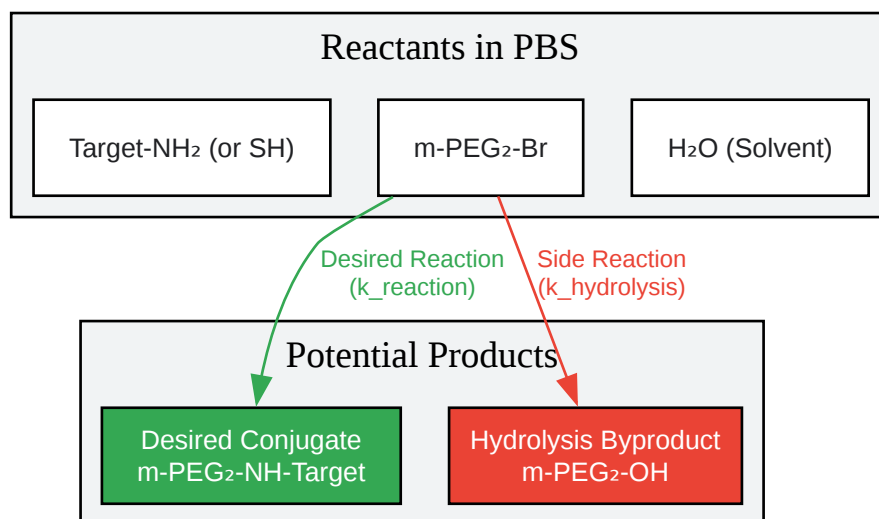 Reactants in PBS
Target-NH₂ (or SH)
m-PEG₂-Br
H₂O (Solvent)
Desired Reaction
(k_reaction)
Side Reaction
(k_hydrolysis)
Potential Products
Desired Conjugate
m-PEG₂-NH-Target
Hydrolysis Byproduct
m-PEG₂-OH